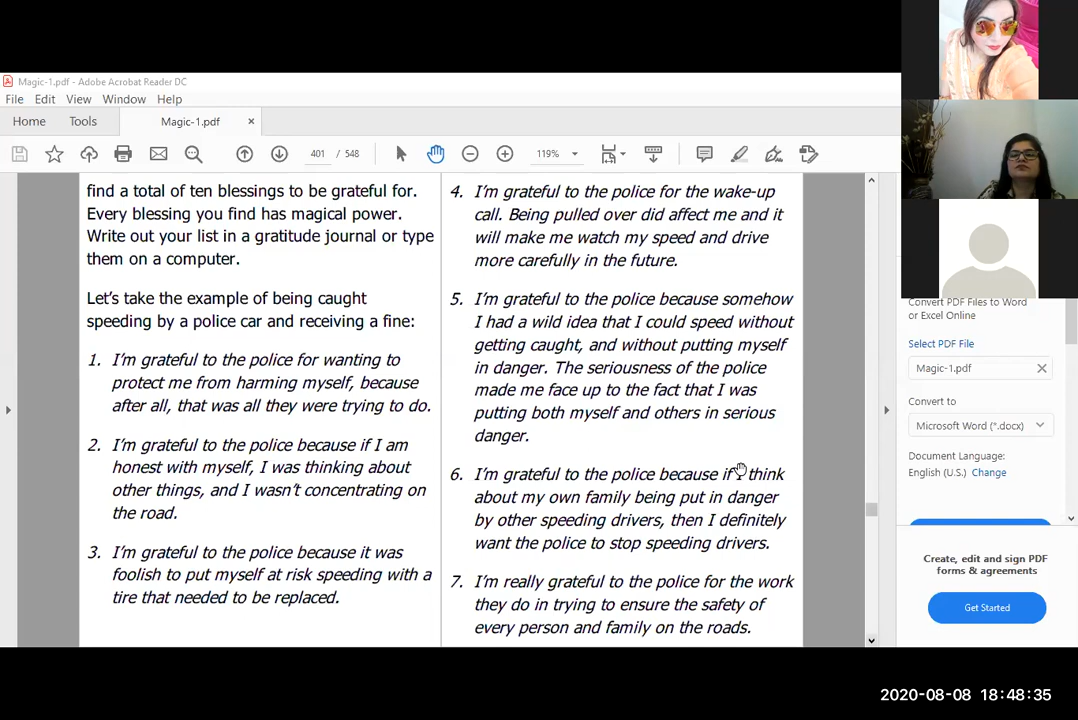 Magic-1.pdf - Adobe Acrobat Reader DC
File Edit View Window Help
Home Tools Magic-1.pdf ×
401 / 548 119%
find a total of ten blessings to be grateful for.
Every blessing you find has magical power.
Write out your list in a gratitude journal or type
them on a computer.
Let's take the example of being caught
speeding by a police car and receiving a fine:
1. I'm grateful to the police for wanting to
protect me from harming myself, because
after all, that was all they were trying to do.
2. I'm grateful to the police because if I am
honest with myself, I was thinking about
other things, and I wasn't concentrating on
the road.
3. I'm grateful to the police because it was
foolish to put myself at risk speeding with a
tire that needed to be replaced.
4. I'm grateful to the police for the wake-up
call. Being pulled over did affect me and it
will make me watch my speed and drive
more carefully in the future.
5. I'm grateful to the police because somehow
I had a wild idea that I could speed without
getting caught, and without putting myself
in danger. The seriousness of the police
made me face up to the fact that I was
putting both myself and others in serious
danger.
6. I'm grateful to the police because if I think
about my own family being put in danger
by other speeding drivers, then I definitely
want the police to stop speeding drivers.
7. I'm really grateful to the police for the work
they do in trying to ensure the safety of
every person and family on the roads.
Convert PDF Files to Word
or Excel Online
Select PDF File
Magic-1.pdf
Convert to
Microsoft Word (*.docx)
Document Language:
English (U.S.) Change
Create, edit and sign PDF
forms & agreements
Get Started
2020-08-08 18:48:35